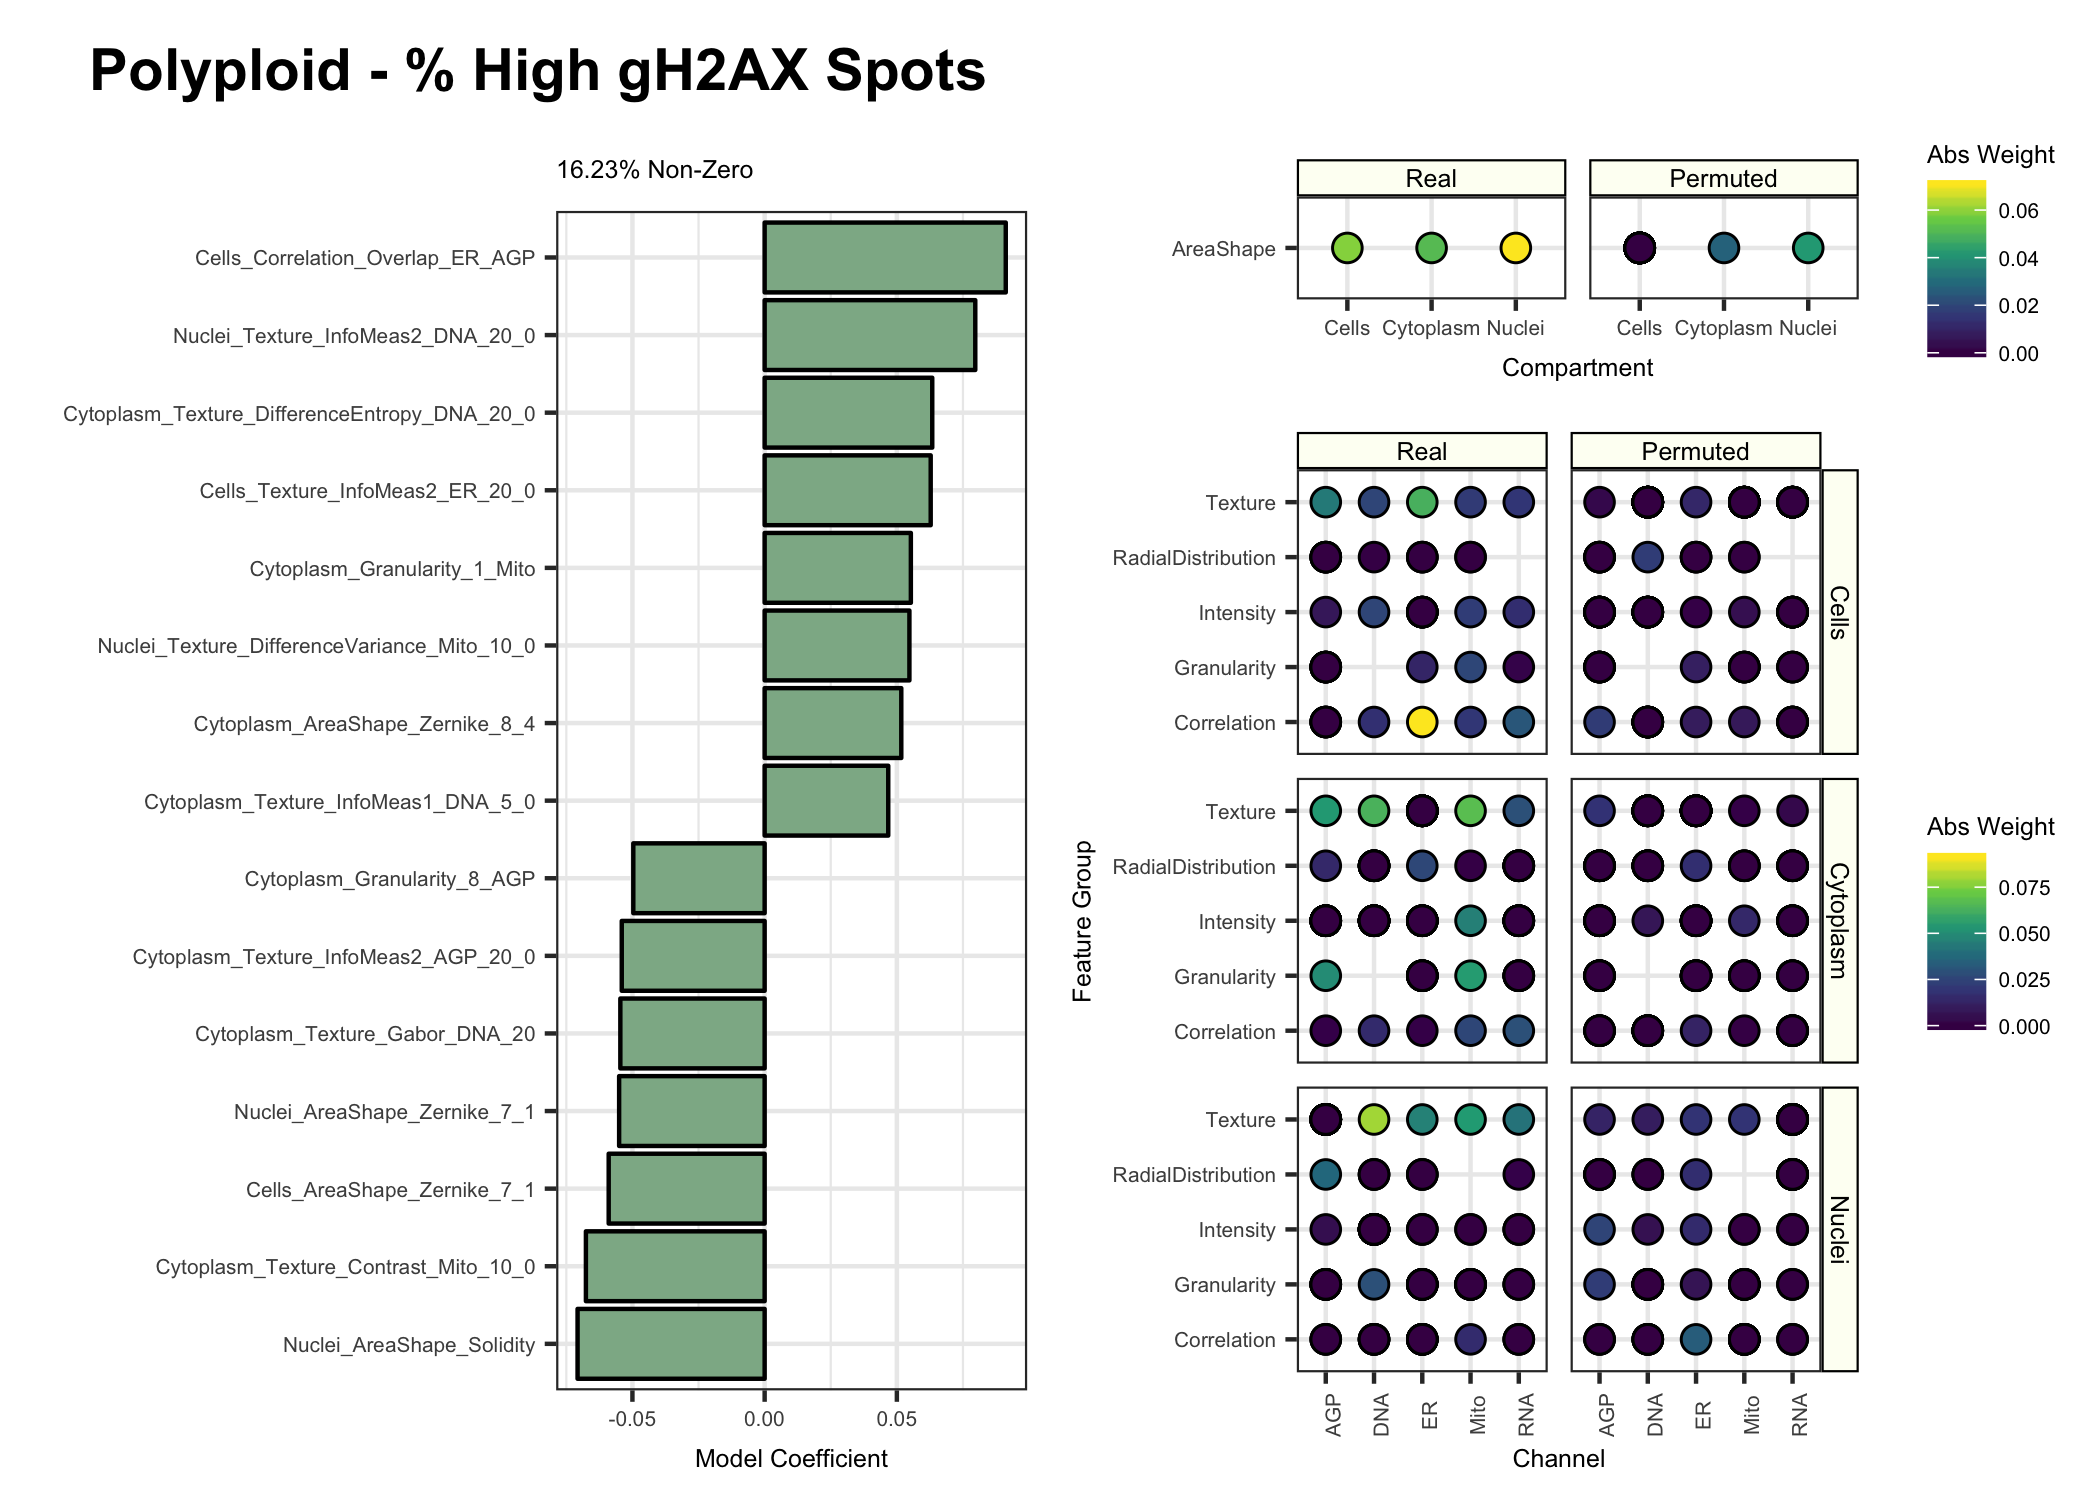 Polyploid - % High gH2AX Spots
16.23% Non-Zero
Cells_Correlation_Overlap_ER_AGP
Nuclei_Texture_InfoMeas2_DNA_20_0
Cytoplasm_Texture_DifferenceEntropy_DNA_20_0
Cells_Texture_InfoMeas2_ER_20_0
Cytoplasm_Granularity_1_Mito
Nuclei_Texture_DifferenceVariance_Mito_10_0
Cytoplasm_AreaShape_Zernike_8_4
Cytoplasm_Texture_InfoMeas1_DNA_5_0
Cytoplasm_Granularity_8_AGP
Cytoplasm_Texture_InfoMeas2_AGP_20_0
Cytoplasm_Texture_Gabor_DNA_20
Nuclei_AreaShape_Zernike_7_1
Cells_AreaShape_Zernike_7_1
Cytoplasm_Texture_Contrast_Mito_10_0
Nuclei_AreaShape_Solidity
-0.05 0.00 0.05
Model Coefficient
Real Permuted
AreaShape
Cells Cytoplasm Nuclei Cells Cytoplasm Nuclei
Compartment
Abs Weight
0.06
0.04
0.02
0.00
Real Permuted
Feature Group
Texture
RadialDistribution
Intensity
Granularity
Correlation
Cells
Texture
RadialDistribution
Intensity
Granularity
Correlation
Cytoplasm
Texture
RadialDistribution
Intensity
Granularity
Correlation
Nuclei
AGP DNA ER Mito RNA AGP DNA ER Mito RNA
Channel
Abs Weight
0.075
0.050
0.025
0.000